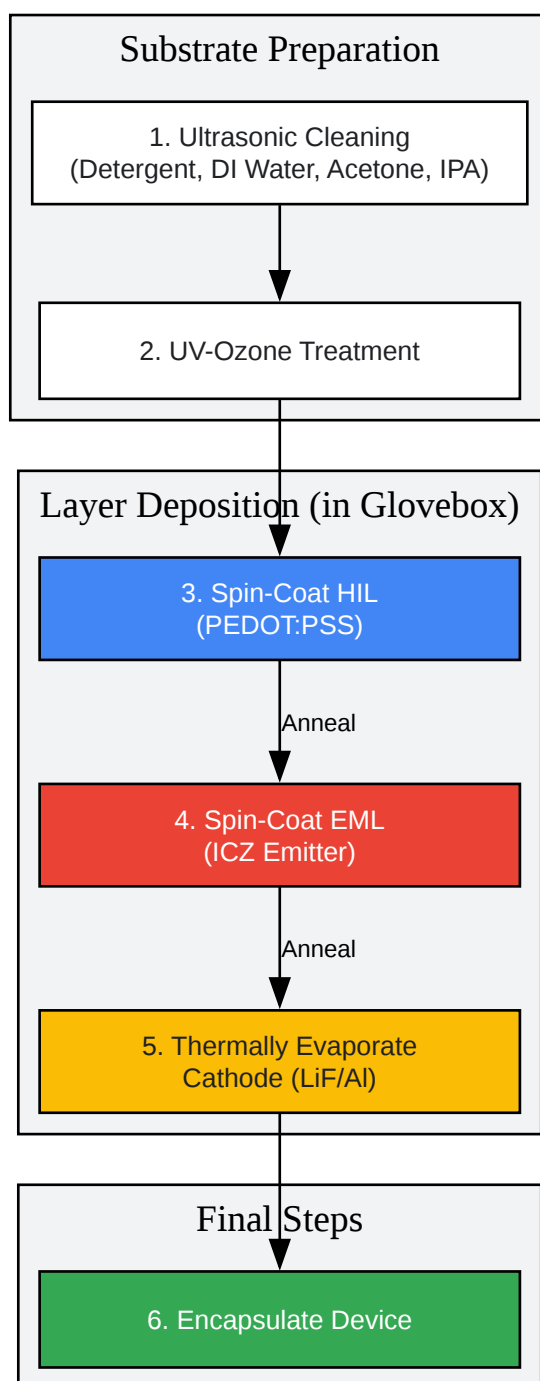 Substrate Preparation
1. Ultrasonic Cleaning
(Detergent, DI Water, Acetone, IPA)
2. UV-Ozone Treatment
Layer Deposition (in Glovebox)
3. Spin-Coat HIL
(PEDOT:PSS)
Anneal
4. Spin-Coat EML
(ICZ Emitter)
Anneal
5. Thermally Evaporate
Cathode (LiF/Al)
Final Steps
6. Encapsulate Device